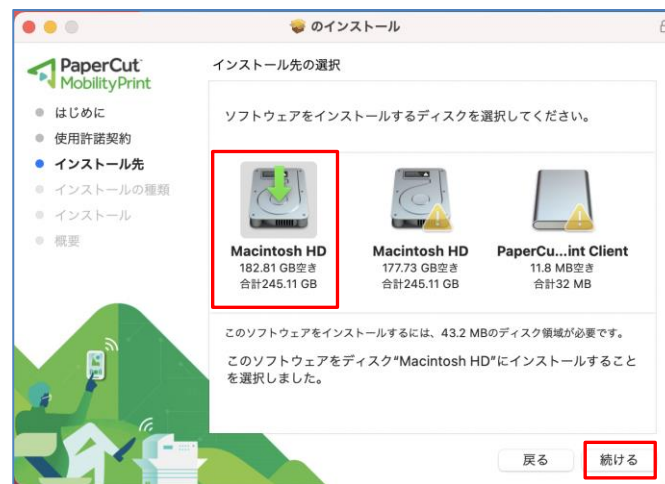 のインストール
PaperCut
MobilityPrint
インストール先の選択
はじめに
使用許諾契約
インストール先
インストールの種類
インストール
概要
ソフトウェアをインストールするディスクを選択してください。
Macintosh HD
182.81 GB空き
合計245.11 GB
Macintosh HD
177.73 GB空き
合計245.11 GB
PaperCu...int Client
11.8 MB空き
合計32 MB
このソフトウェアをインストールするには、43.2 MBのディスク領域が必要です。
このソフトウェアをディスク“Macintosh HD”にインストールすること
を選択しました。
戻る
続ける